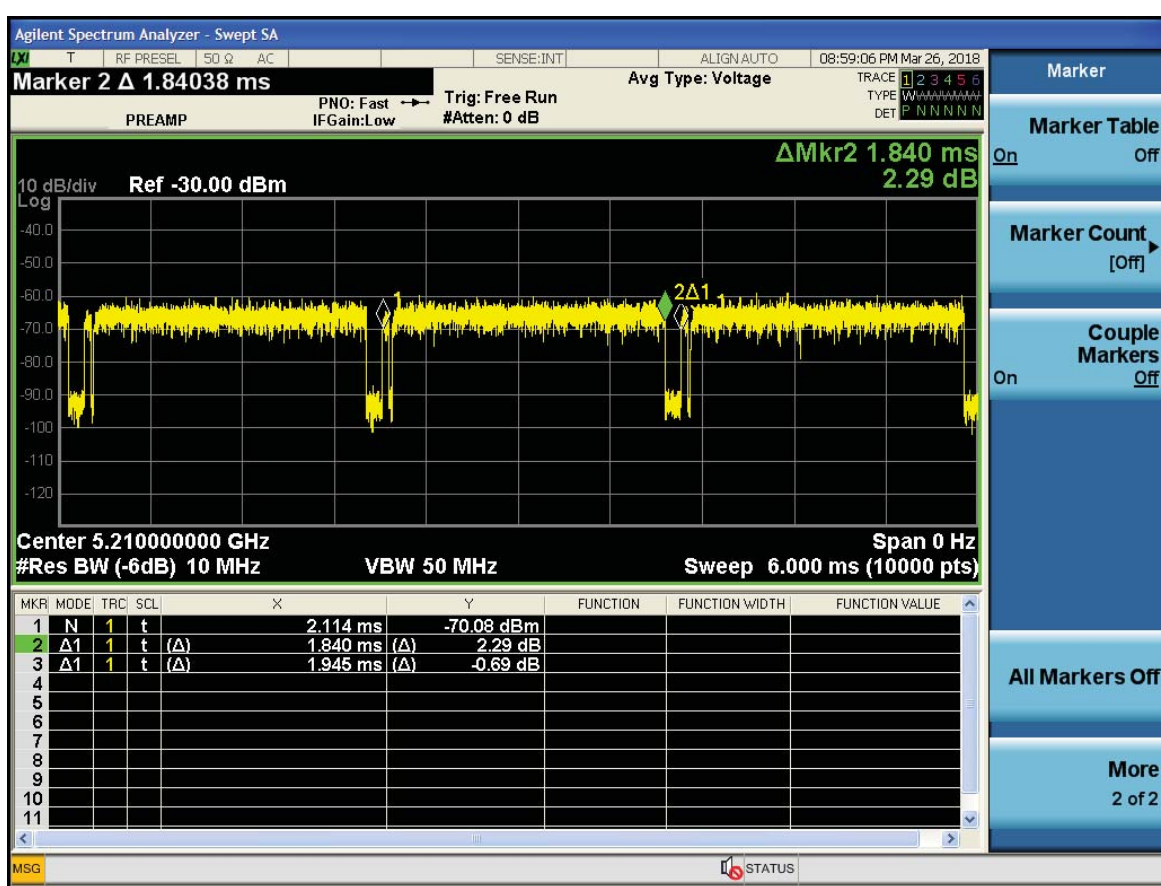 Agilent Spectrum Analyzer - Swept SA
LXI T RF PRESEL 50 Ω AC SENSE:INT ALIGN AUTO 08:59:06 PM Mar 26, 2018
Marker 2 Δ 1.84038 ms
PREAMP
PNO: Fast
IFGain:Low
Trig: Free Run
#Atten: 0 dB
Avg Type: Voltage
TRACE 1 2 3 4 5 6
TYPE WWWWWW
DET P N N N N N
ΔMkr2 1.840 ms
2.29 dB
10 dB/div Ref -30.00 dBm
Log
-40.0
-50.0
-60.0
-70.0
-80.0
-90.0
-100
-110
-120
1
2Δ1
Center 5.210000000 GHz Span 0 Hz
#Res BW (-6dB) 10 MHz VBW 50 MHz Sweep 6.000 ms (10000 pts)
MKR MODE TRC SCL X Y FUNCTION FUNCTION WIDTH FUNCTION VALUE
1 N 1 t 2.114 ms -70.08 dBm
2 Δ1 1 t (Δ) 1.840 ms (Δ) 2.29 dB
3 Δ1 1 t (Δ) 1.945 ms (Δ) -0.69 dB
4
5
6
7
8
9
10
11
MSG STATUS
Marker
Marker Table
On Off
Marker Count
[Off]
Couple
Markers
On Off
All Markers Off
More
2 of 2